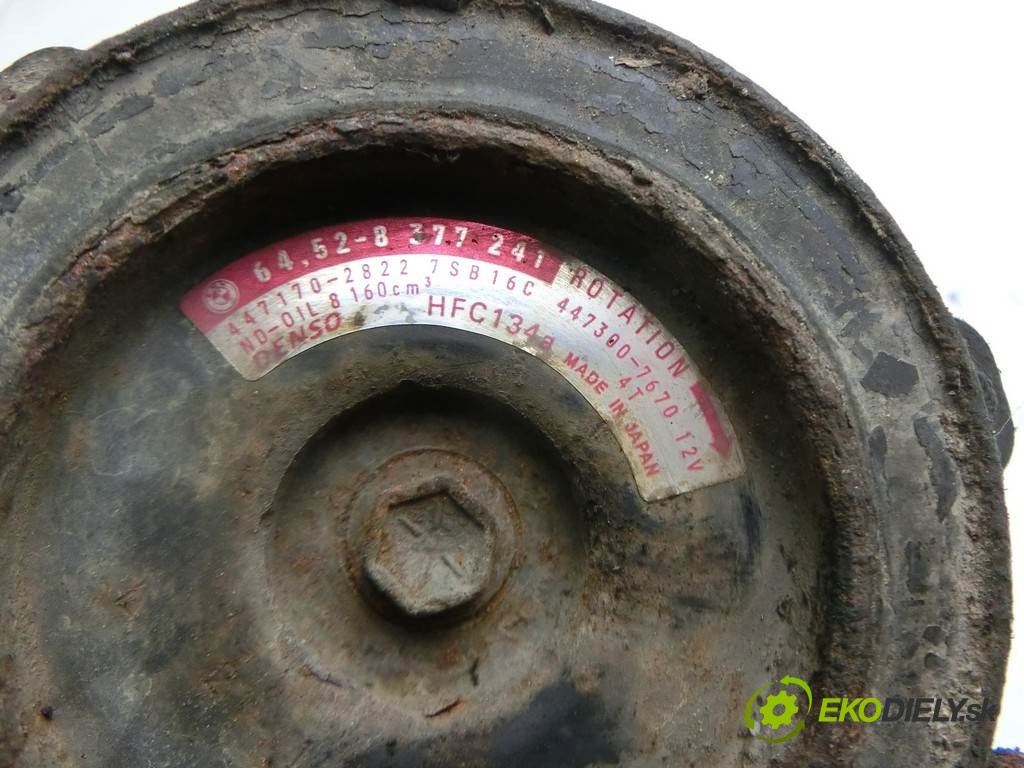 64.52-8 377 241 ROTATION
447170-2822 7SB16C 447300-7670 12V
ND-OIL 8 160cm³ HFC134a 4T
DENSO MADE IN JAPAN
EKODIELY.sk